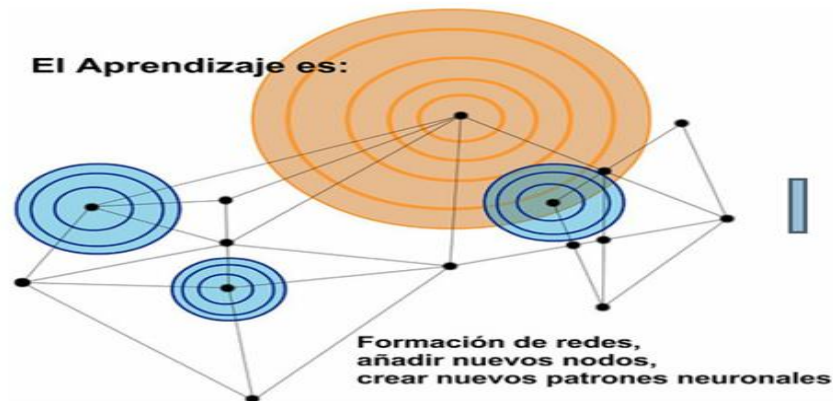 El Aprendizaje es:
Formación de redes,
añadir nuevos nodos,
crear nuevos patrones neuronales